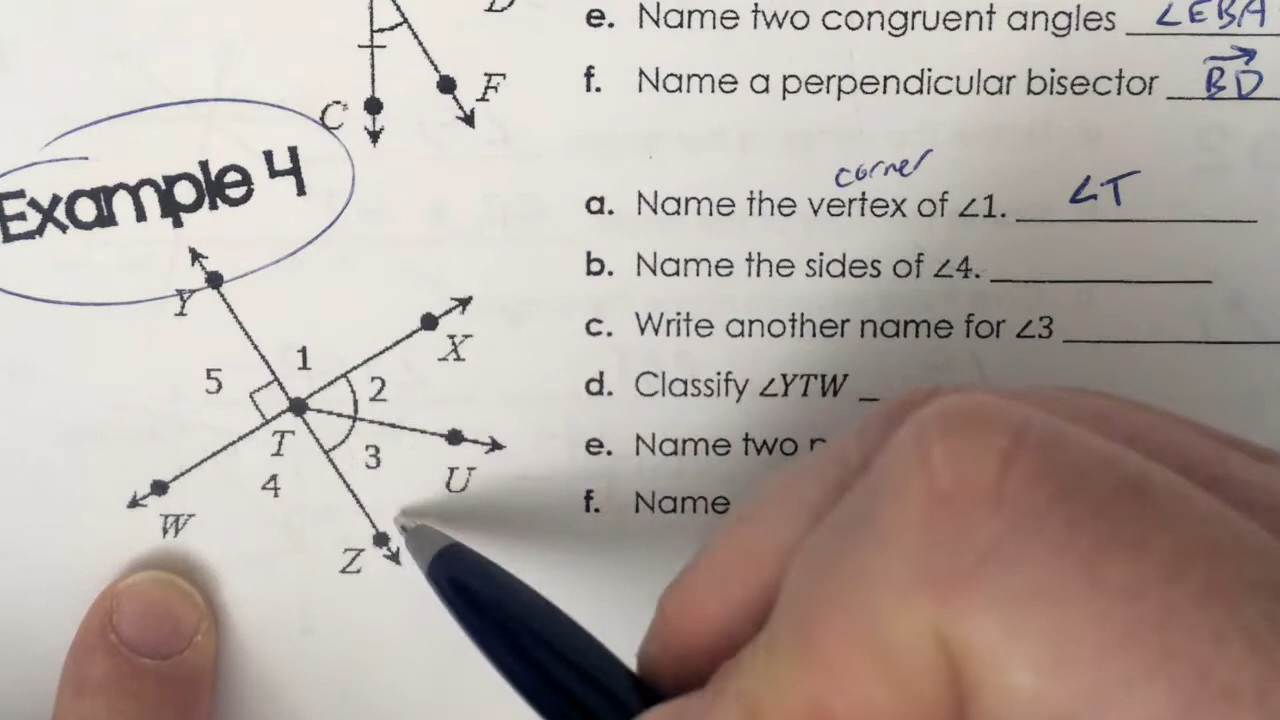 e. Name two congruent angles ∠EBA
F
f. Name a perpendicular bisector BD
C
Example 4
corner
a. Name the vertex of ∠1. ∠T
b. Name the sides of ∠4.
Y
X
c. Write another name for ∠3
1
5
2
d. Classify ∠YTW
T
3
e. Name two
U
4
W
f. Name
Z